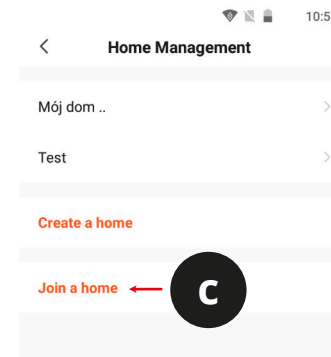 10:5
Home Management
Mój dom ..
Test
Create a home
Join a home
C